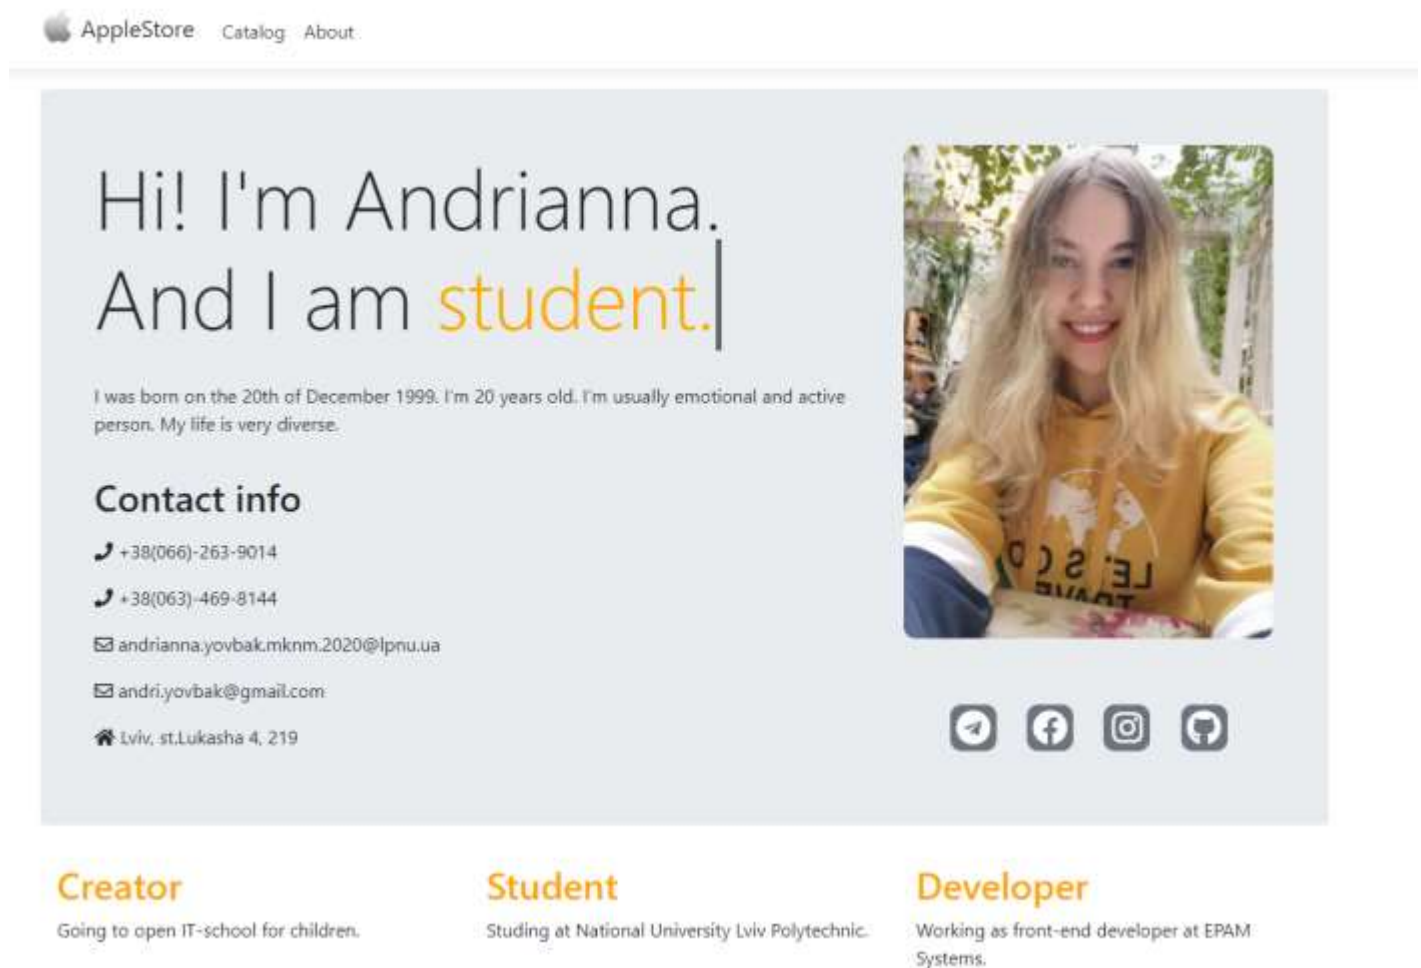 AppleStore Catalog About
Hi! I'm Andrianna.
And I am student.
I was born on the 20th of December 1999. I'm 20 years old. I'm usually emotional and active
person. My life is very diverse.
Contact info
+38(066)-263-9014
+38(063)-469-8144
andrianna.yovbak.mknm.2020@lpnu.ua
andri.yovbak@gmail.com
Lviv, st.Lukasha 4, 219
LET'S GO
TRAVE
Creator
Going to open IT-school for children.
Student
Studing at National University Lviv Polytechnic.
Developer
Working as front-end developer at EPAM
Systems.